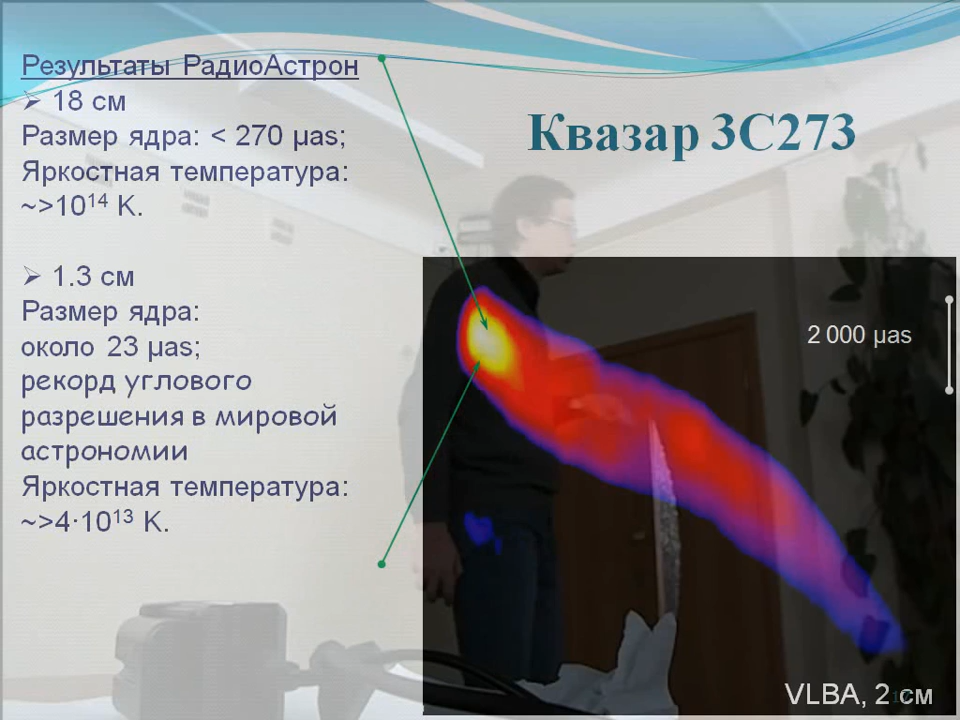 Результаты РадиоАстрон
➢ 18 см
Размер ядра: < 270 µas;
Яркостная температура:
~>10¹⁴ K.
Квазар 3C273
➢ 1.3 см
Размер ядра:
около 23 µas;
рекорд углового
разрешения в мировой
астрономии
Яркостная температура:
~>4·10¹³ K.
2 000 µas
VLBA, 2 см